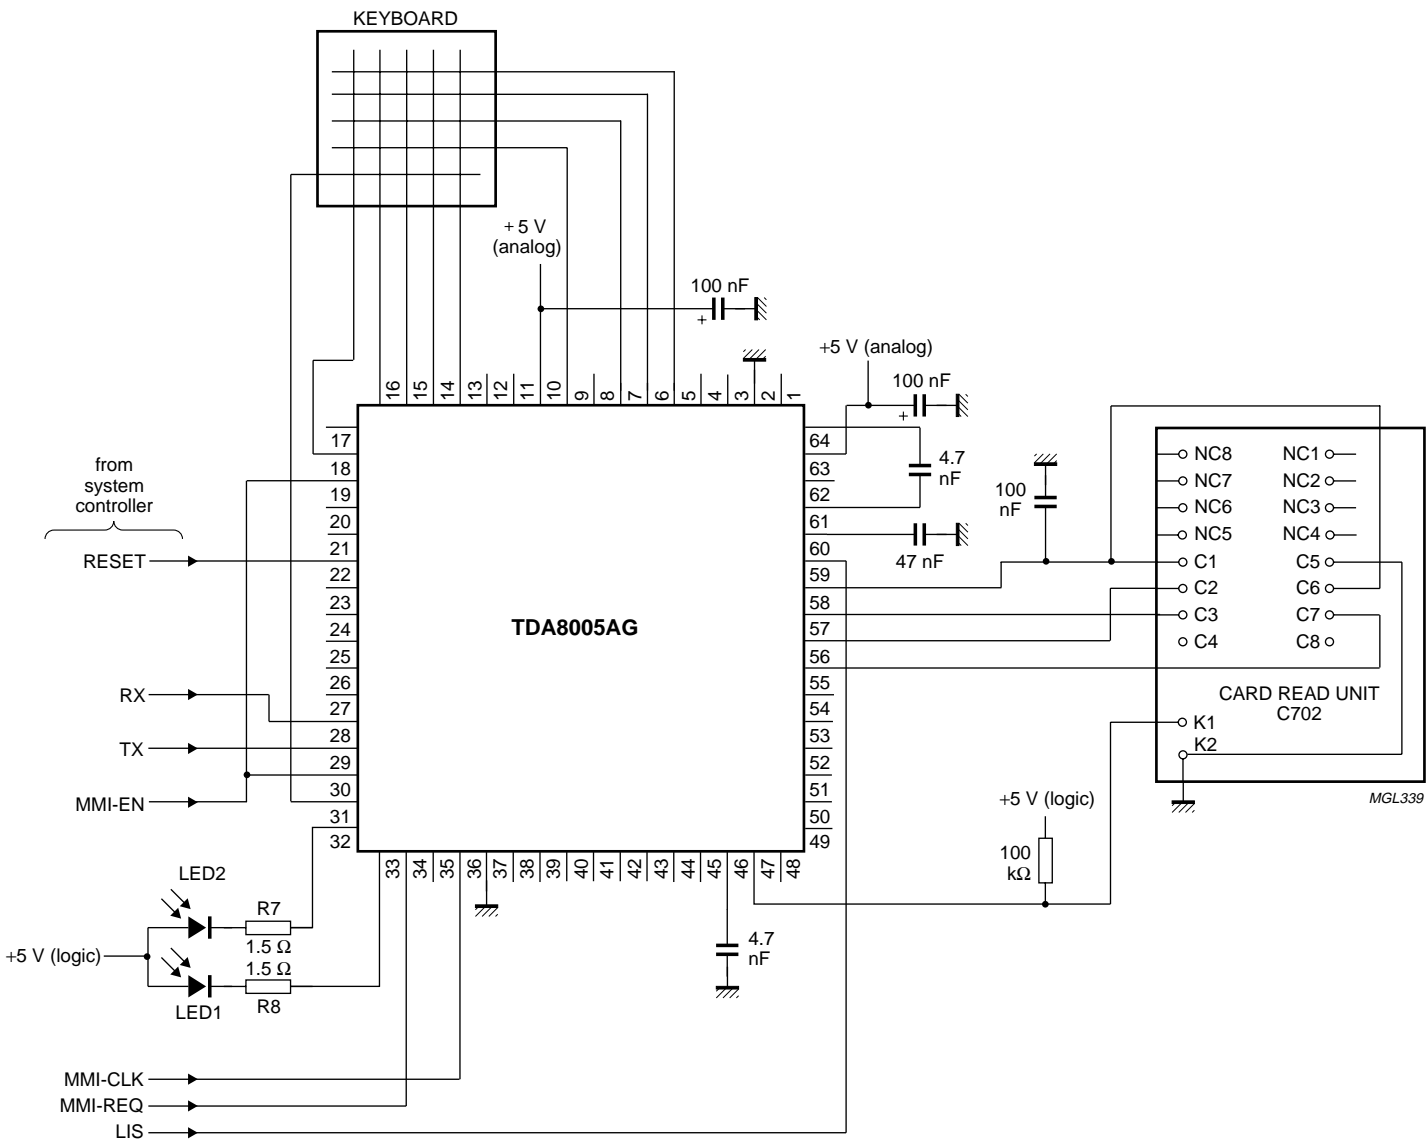 KEYBOARD
+ 5 V
(analog)
100 nF
+
+5 V (analog)
100 nF
+
16 15 14 13 12 11 10 9 8 7 6 5 4 3 2 1
17
18
19
20
21
22
23
24
25
26
27
28
29
30
31
32
64
63
62
61
60
59
58
57
56
55
54
53
52
51
50
49
33 34 35 36 37 38 39 40 41 42 43 44 45 46 47 48
TDA8005AG
4.7
nF
47 nF
100
nF
from
system
controller
RESET
RX
TX
MMI-EN
NC8 NC1
NC7 NC2
NC6 NC3
NC5 NC4
C1 C5
C2 C6
C3 C7
C4 C8
CARD READ UNIT
C702
K1
K2
MGL339
+5 V (logic)
100
kΩ
4.7
nF
LED2
R7
1.5 Ω
+5 V (logic)
1.5 Ω
R8
LED1
MMI-CLK
MMI-REQ
LIS